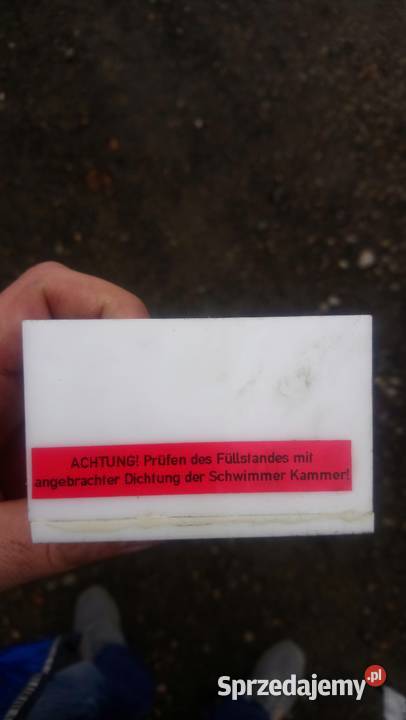 ACHTUNG! Prüfen des Füllstandes mit
angebrachter Dichtung der Schwimmer Kammer!
Sprzedajemy.pl